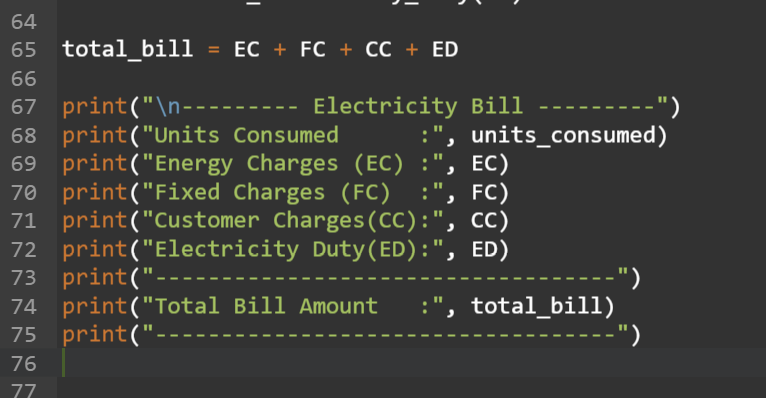 64
65 total_bill = EC + FC + CC + ED
66
67 print("\n--------- Electricity Bill ---------")
68 print("Units Consumed      :", units_consumed)
69 print("Energy Charges (EC) :", EC)
70 print("Fixed Charges (FC)  :", FC)
71 print("Customer Charges(CC):", CC)
72 print("Electricity Duty(ED):", ED)
73 print("-----------------------------------")
74 print("Total Bill Amount   :", total_bill)
75 print("-----------------------------------")
76
77